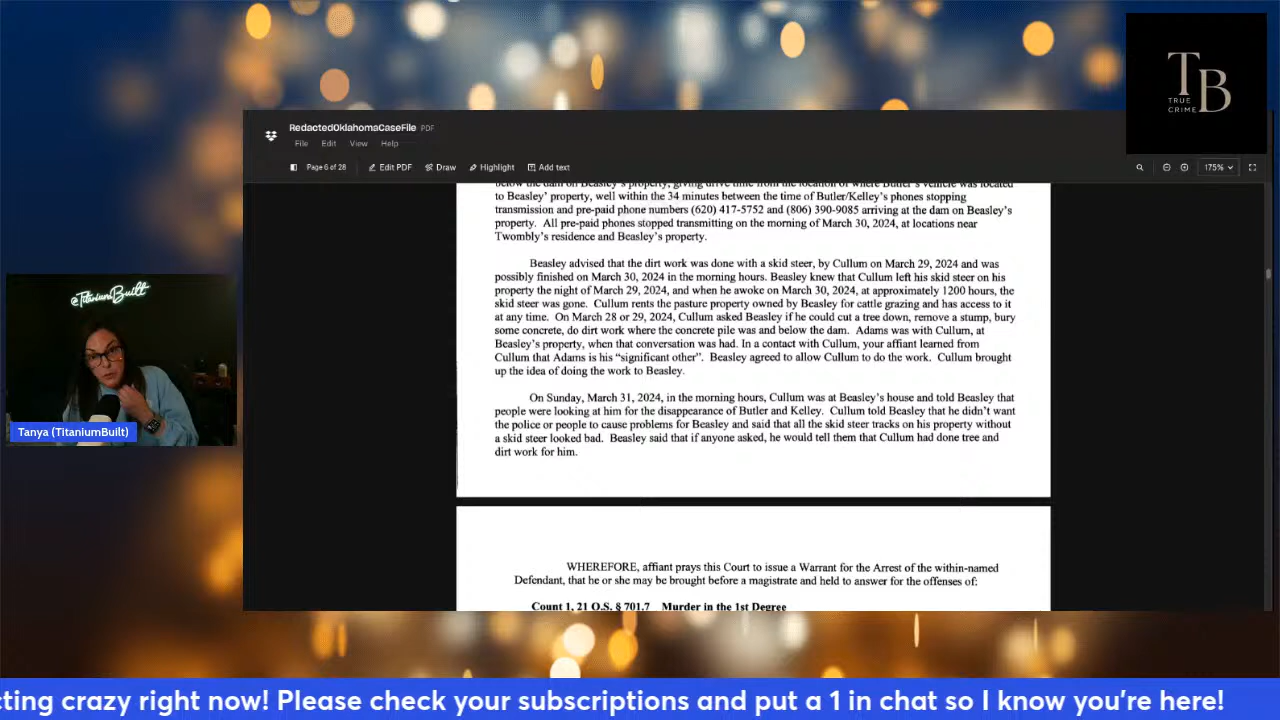 TB
TRUE
CRIME
RedactedOklahomaCaseFile PDF
File Edit View Help
Page 6 of 28 Edit PDF Draw Highlight Add text 175%
below the dam on Beasley's property, giving drive time from the location of where Butler's vehicle was located
to Beasley' property, well within the 34 minutes between the time of Butler/Kelley's phones stopping
transmission and pre-paid phone numbers (620) 417-5752 and (806) 390-9085 arriving at the dam on Beasley's
property. All pre-paid phones stopped transmitting on the morning of March 30, 2024, at locations near
Twombly's residence and Beasley's property.
Beasley advised that the dirt work was done with a skid steer, by Cullum on March 29, 2024 and was
possibly finished on March 30, 2024 in the morning hours. Beasley knew that Cullum left his skid steer on his
property the night of March 29, 2024, and when he awoke on March 30, 2024, at approximately 1200 hours, the
skid steer was gone. Cullum rents the pasture property owned by Beasley for cattle grazing and has access to it
at any time. On March 28 or 29, 2024, Cullum asked Beasley if he could cut a tree down, remove a stump, bury
some concrete, do dirt work where the concrete pile was and below the dam. Adams was with Cullum, at
Beasley's property, when that conversation was had. In a contact with Cullum, your affiant learned from
Cullum that Adams is his "significant other". Beasley agreed to allow Cullum to do the work. Cullum brought
up the idea of doing the work to Beasley.
On Sunday, March 31, 2024, in the morning hours, Cullum was at Beasley's house and told Beasley that
people were looking at him for the disappearance of Butler and Kelley. Cullum told Beasley that he didn't want
the police or people to cause problems for Beasley and said that all the skid steer tracks on his property without
a skid steer looked bad. Beasley said that if anyone asked, he would tell them that Cullum had done tree and
dirt work for him.
WHEREFORE, affiant prays this Court to issue a Warrant for the Arrest of the within-named
Defendant, that he or she may be brought before a magistrate and held to answer for the offenses of:
Count 1, 21 O.S. § 701.7 Murder in the 1st Degree
@TitaniumBuilt
Tanya (TitaniumBuilt)
cting crazy right now! Please check your subscriptions and put a 1 in chat so I know you're here!